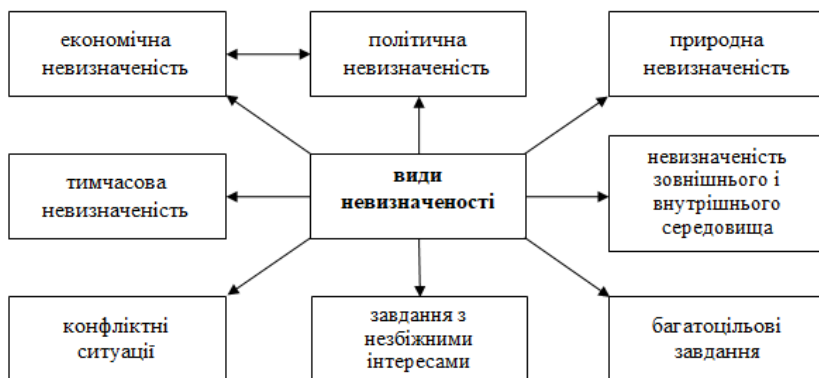 економічна
невизначеність
політична
невизначеність
природна
невизначеність
тимчасова
невизначеність
види
невизначеності
невизначеність
зовнішнього і
внутрішнього
середовища
конфліктні
ситуації
завдання з
незбіжними
інтересами
багатоцільові
завдання